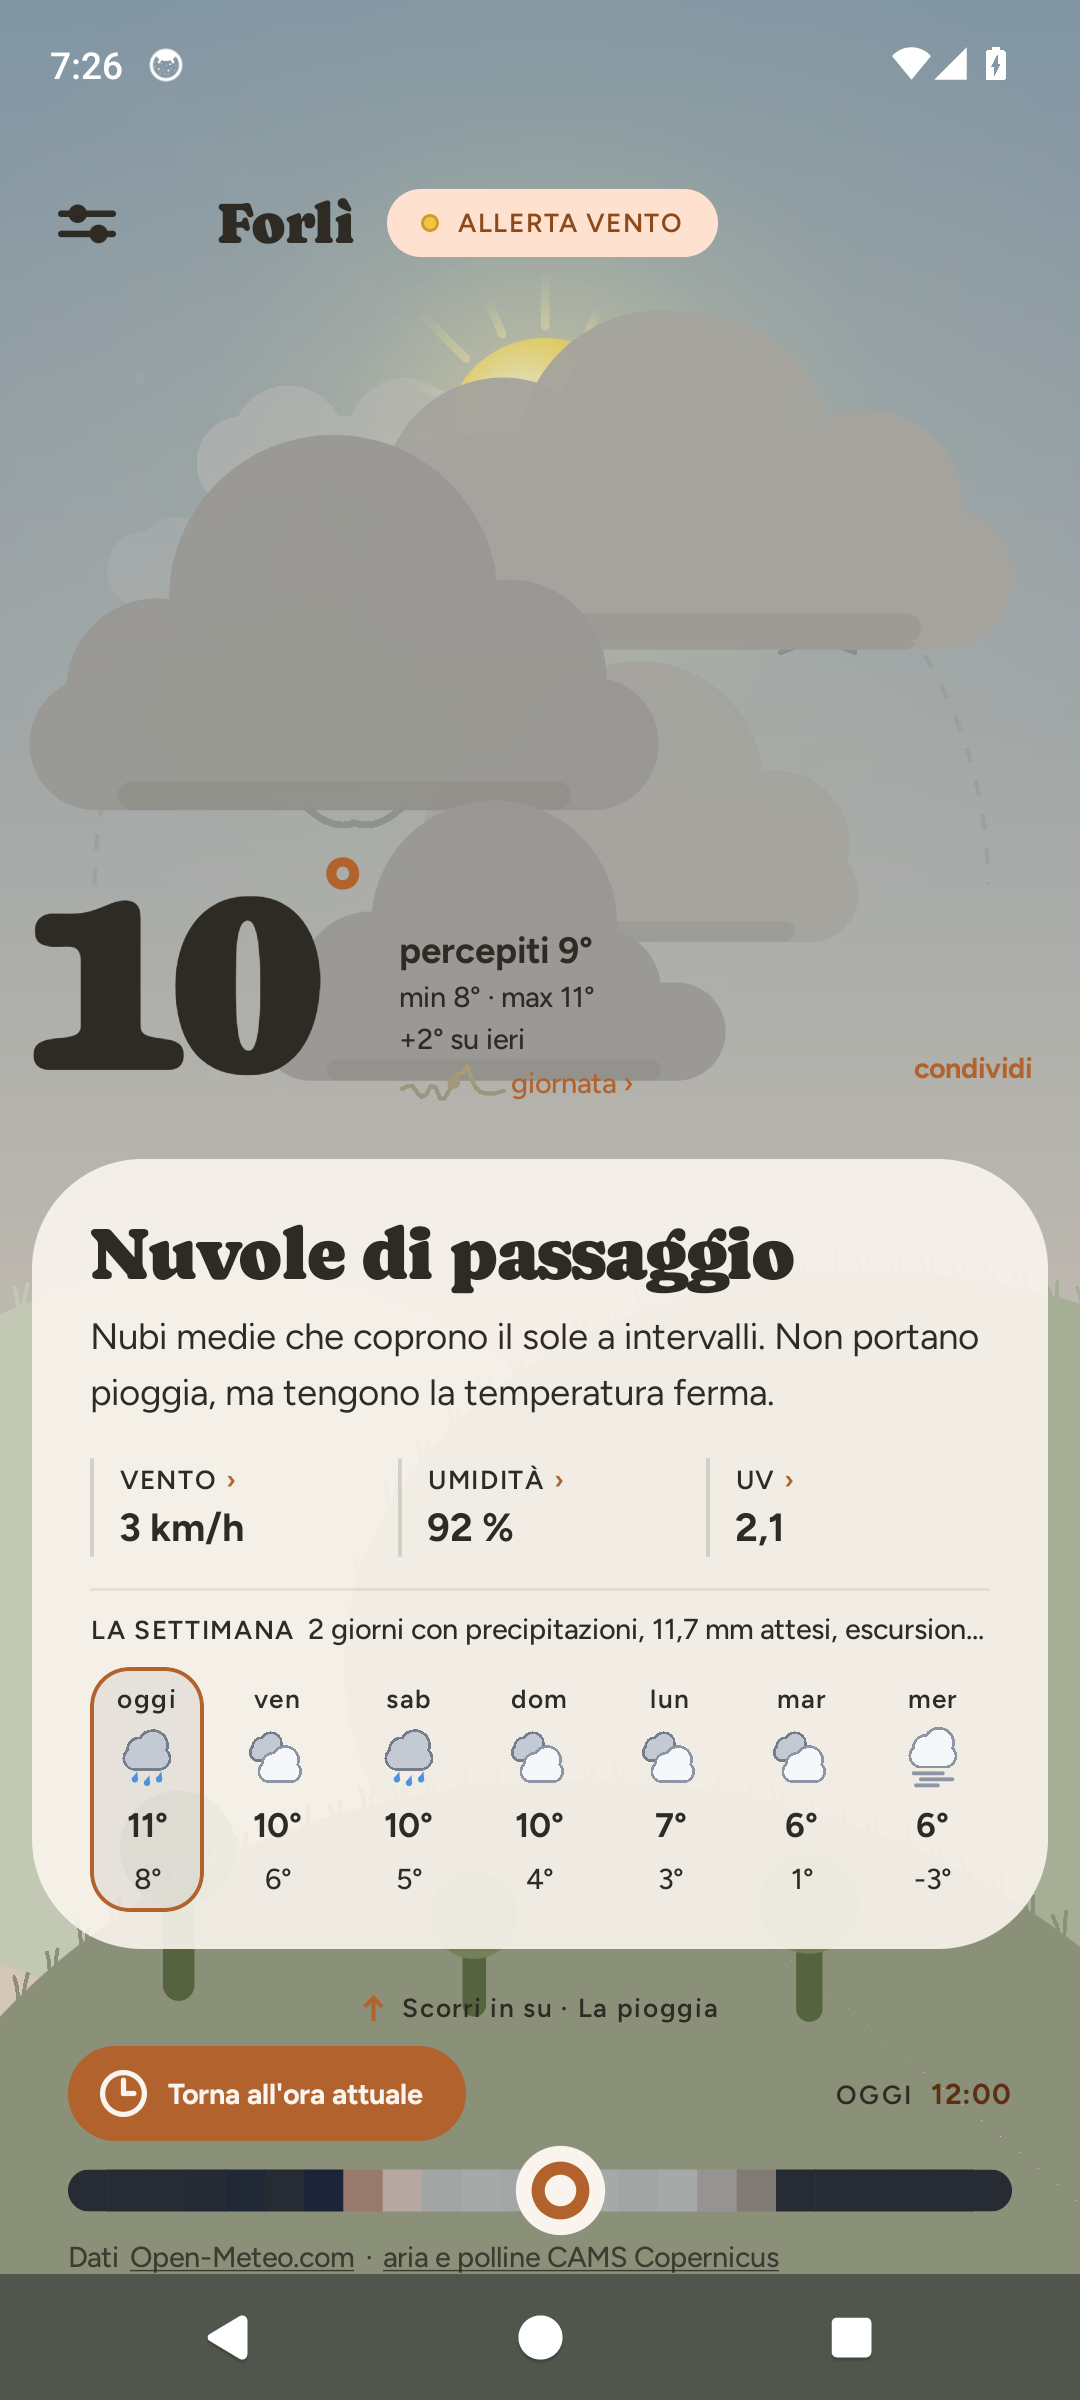 7:26
Forlì
ALLERTA VENTO
10°
percepiti 9°
min 8° · max 11°
+2° su ieri
giornata ›
condividi
Nuvole di passaggio
Nubi medie che coprono il sole a intervalli. Non portano
pioggia, ma tengono la temperatura ferma.
VENTO › UMIDITÀ › UV ›
3 km/h 92 % 2,1
LA SETTIMANA 2 giorni con precipitazioni, 11,7 mm attesi, escursion...
oggi ven sab dom lun mar mer
11° 10° 10° 10° 7° 6° 6°
8° 6° 5° 4° 3° 1° -3°
↑ Scorri in su · La pioggia
Torna all'ora attuale
OGGI 12:00
Dati Open-Meteo.com · aria e polline CAMS Copernicus